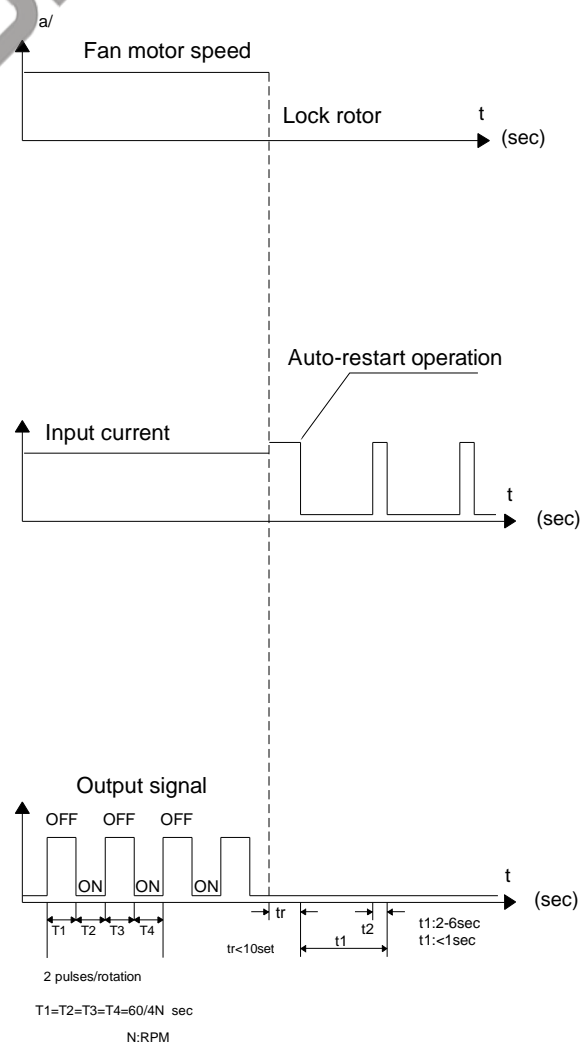 a/
Fan motor speed
Lock rotor
t
(sec)
Auto-restart operation
Input current
t
(sec)
Output signal
OFF OFF OFF
ON ON ON
t
(sec)
T1 T2 T3 T4
tr
t2
t1:2-6sec
tr<10set
t1
t1:<1sec
2 pulses/rotation
T1=T2=T3=T4=60/4N sec
N:RPM